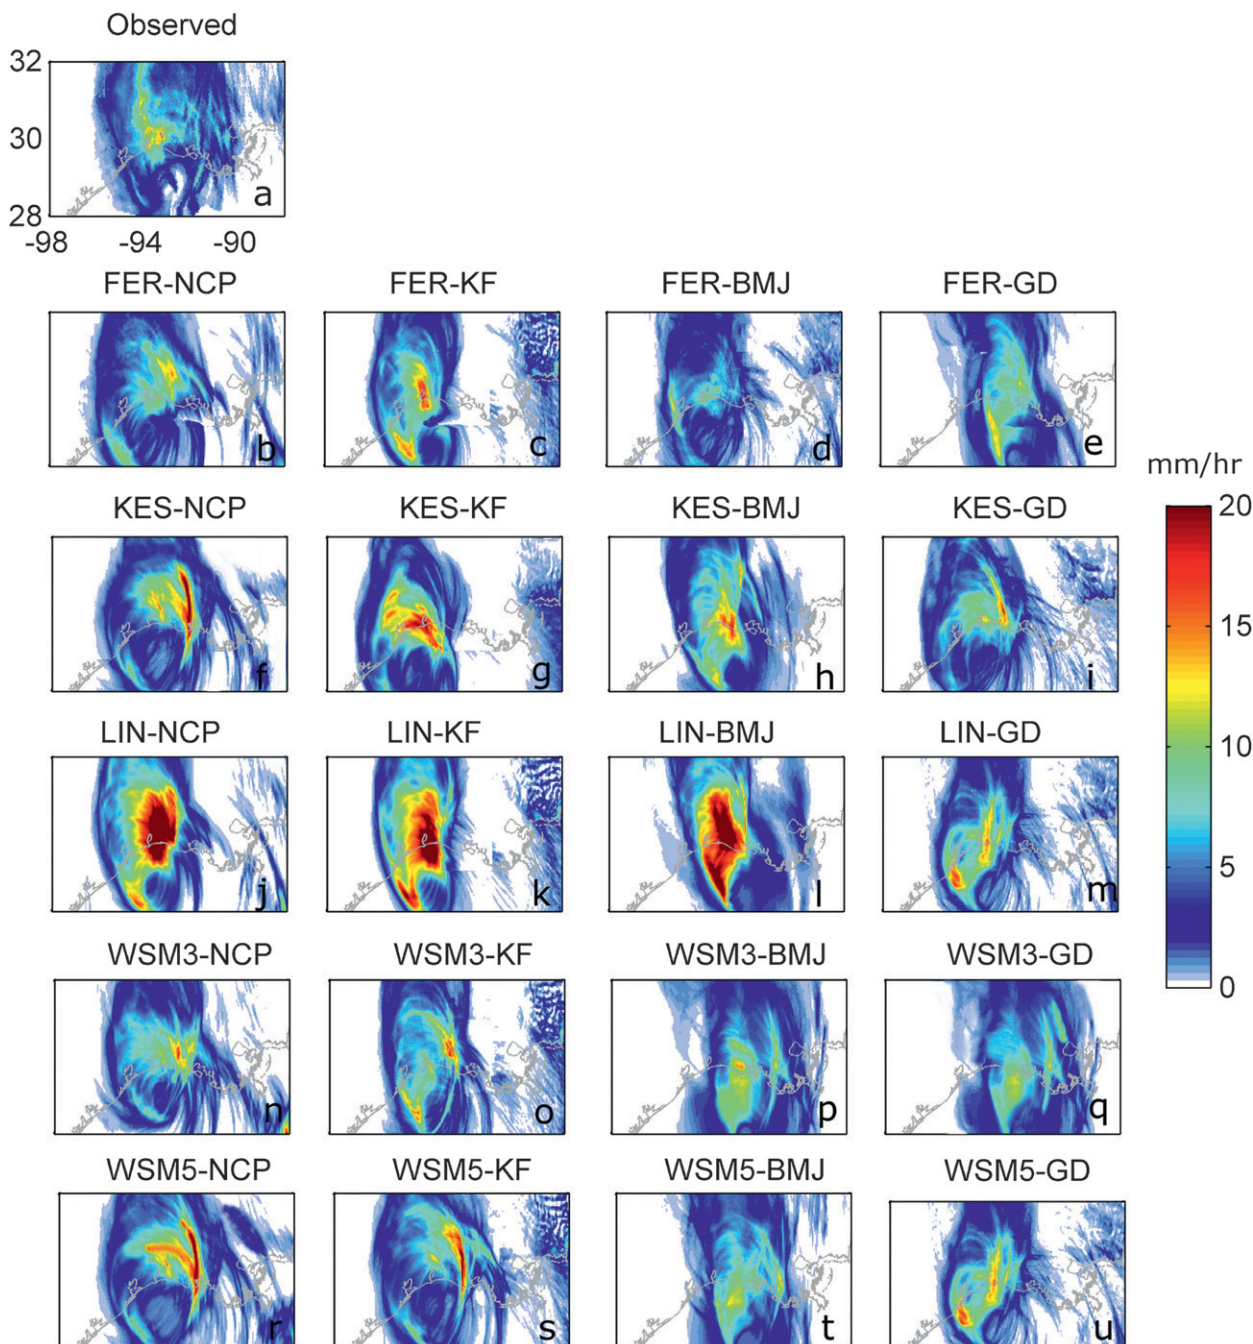 Observed
32
30
28
a
-98 -94 -90
FER-NCP FER-KF FER-BMJ FER-GD
b c d e
mm/hr
KES-NCP KES-KF KES-BMJ KES-GD
20
15
10
5
0
f g h i
LIN-NCP LIN-KF LIN-BMJ LIN-GD
j k l m
WSM3-NCP WSM3-KF WSM3-BMJ WSM3-GD
n o p q
WSM5-NCP WSM5-KF WSM5-BMJ WSM5-GD
r s t u